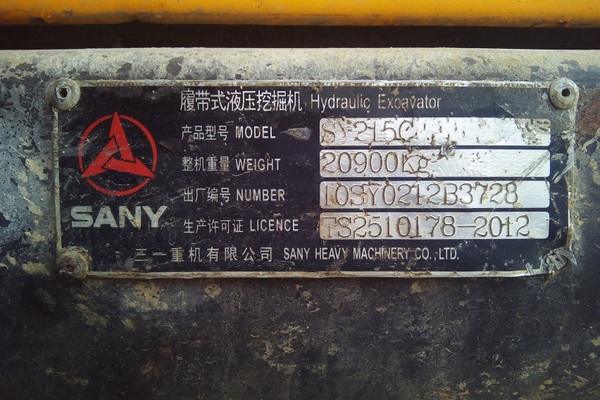 履带式液压挖掘机 Hydraulic Excavator
产品型号 MODEL SY215C
整机重量 WEIGHT 20900Kg
出厂编号 NUMBER 10SY0212B3728
生产许可证 LICENCE TS2510178-2012
SANY
三一重机有限公司 SANY HEAVY MACHINERY CO.,LTD.